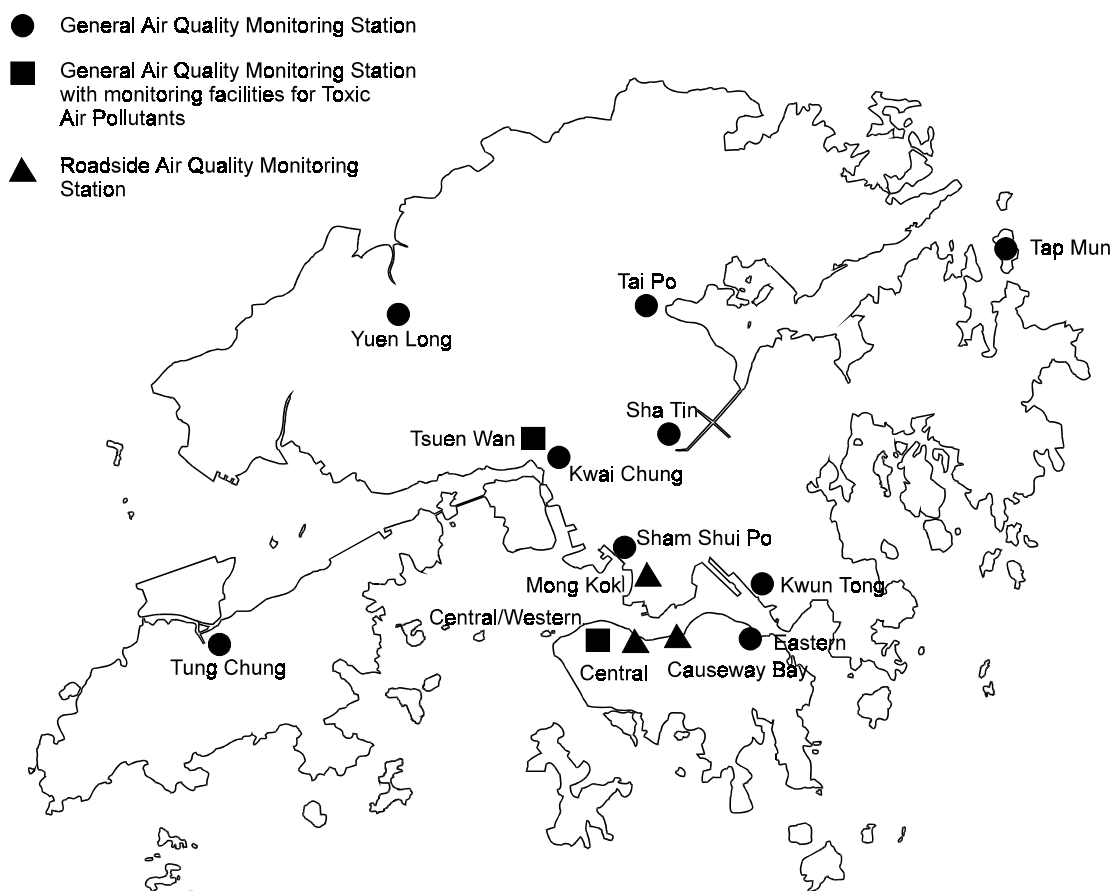 General Air Quality Monitoring Station
General Air Quality Monitoring Station
with monitoring facilities for Toxic
Air Pollutants
Roadside Air Quality Monitoring
Station
Tap Mun
Tai Po
Yuen Long
Sha Tin
Tsuen Wan
Kwai Chung
Sham Shui Po
Mong Kok
Kwun Tong
Central/Western
Eastern
Tung Chung
Central
Causeway Bay